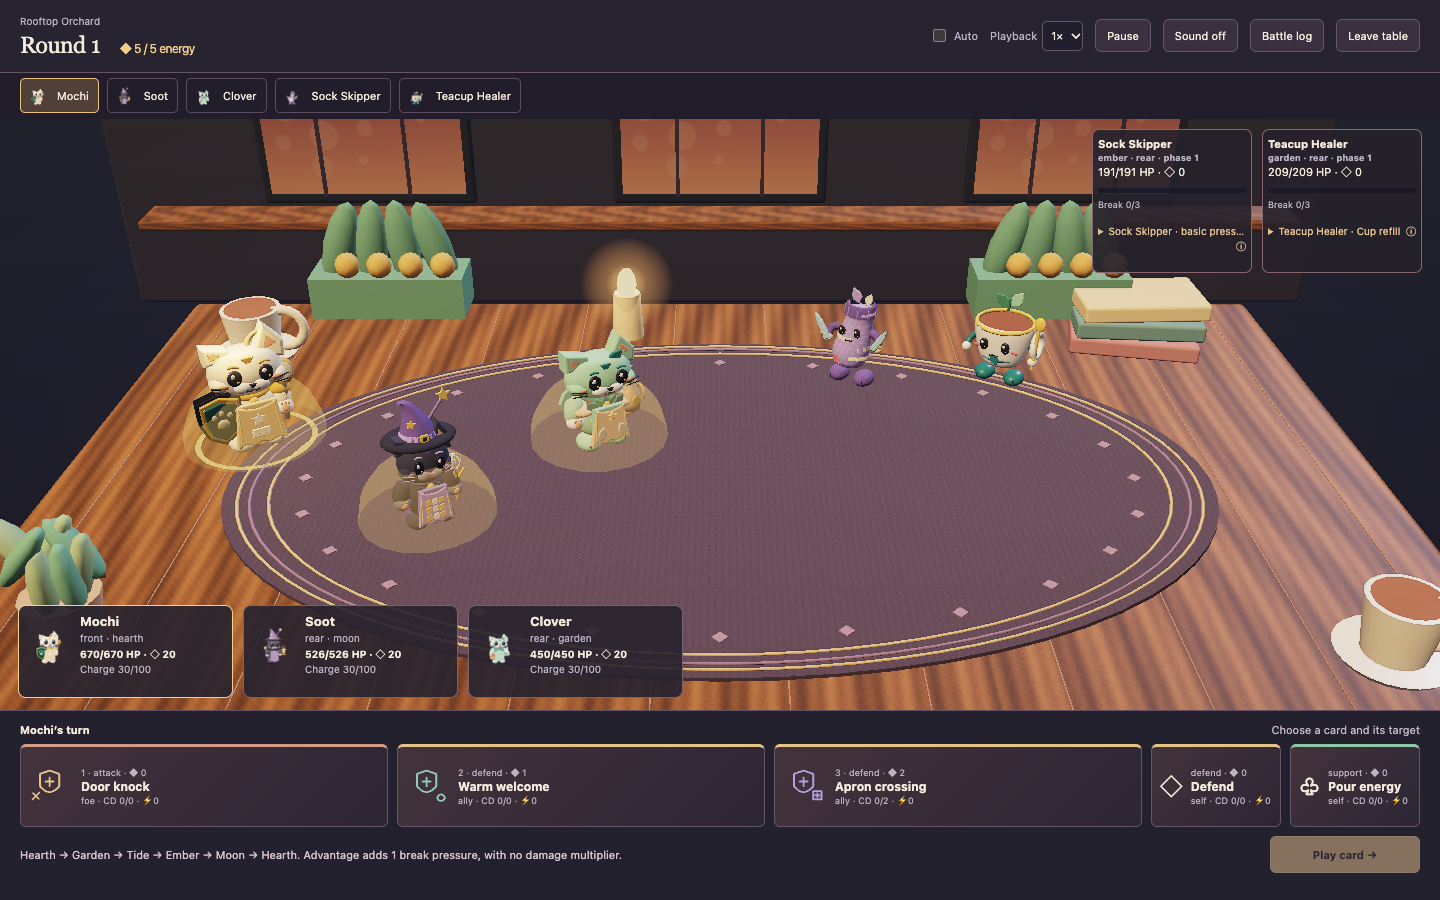 Rooftop Orchard
Round 1
5 / 5 energy
Auto
Playback
1×
Pause
Sound off
Battle log
Leave table
Mochi
Soot
Clover
Sock Skipper
Teacup Healer
Sock Skipper
ember · rear · phase 1
191/191 HP · ◇ 0
Break 0/3
▸ Sock Skipper · basic press... ⓘ
Teacup Healer
garden · rear · phase 1
209/209 HP · ◇ 0
Break 0/3
▸ Teacup Healer · Cup refill ⓘ
Mochi
front · hearth
670/670 HP · ◇ 20
Charge 30/100
Soot
rear · moon
526/526 HP · ◇ 20
Charge 30/100
Clover
rear · garden
450/450 HP · ◇ 20
Charge 30/100
Mochi's turn
Choose a card and its target
1 · attack · ◆ 0
Door knock
foe · CD 0/0 · ⚡0
2 · defend · ◆ 1
Warm welcome
ally · CD 0/0 · ⚡0
3 · defend · ◆ 2
Apron crossing
ally · CD 0/2 · ⚡0
defend · ◆ 0
Defend
self · CD 0/0 · ⚡0
support · ◆ 0
Pour energy
self · CD 0/0 · ⚡0
Hearth → Garden → Tide → Ember → Moon → Hearth. Advantage adds 1 break pressure, with no damage multiplier.
Play card →